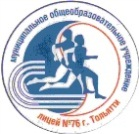 муниципальное общеобразовательное учреждение
лицей №76 г. Тольятти